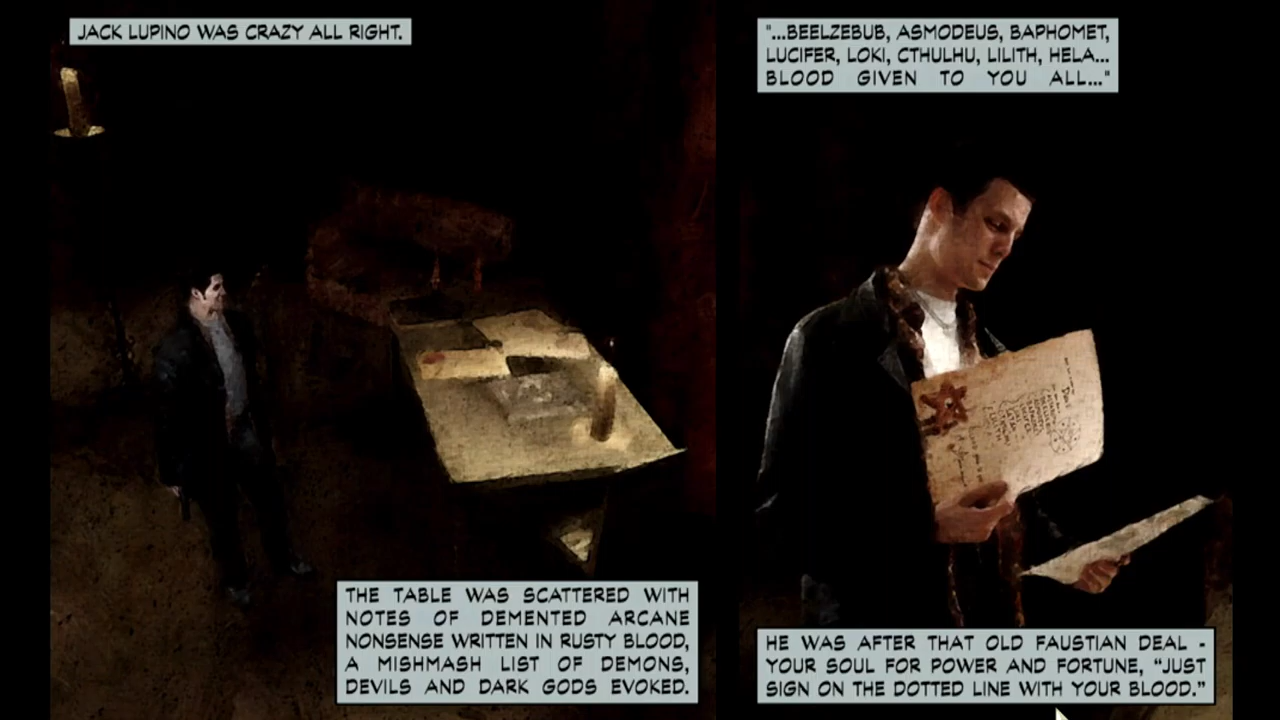 JACK LUPINO WAS CRAZY ALL RIGHT.
THE TABLE WAS SCATTERED WITH
NOTES OF DEMENTED ARCANE
NONSENSE WRITTEN IN RUSTY BLOOD,
A MISHMASH LIST OF DEMONS,
DEVILS AND DARK GODS EVOKED.
"...BEELZEBUB, ASMODEUS, BAPHOMET,
LUCIFER, LOKI, CTHULHU, LILITH, HELA...
BLOOD GIVEN TO YOU ALL..."
HE WAS AFTER THAT OLD FAUSTIAN DEAL -
YOUR SOUL FOR POWER AND FORTUNE, "JUST
SIGN ON THE DOTTED LINE WITH YOUR BLOOD."